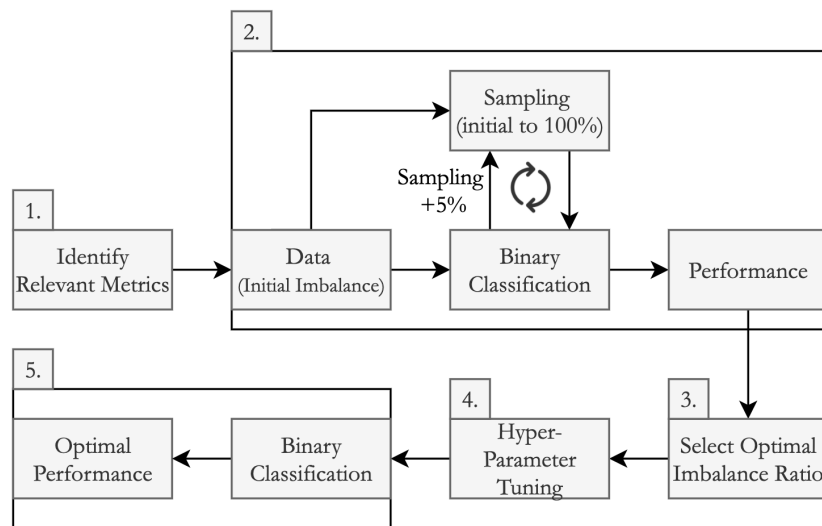 2.
Sampling
(initial to 100%)
Sampling
+5%
1.
Identify
Relevant Metrics
Data
(Initial Imbalance)
Binary
Classification
Performance
5.
4.
3.
Optimal
Performance
Binary
Classification
Hyper-
Parameter
Tuning
Select Optimal
Imbalance Ratio